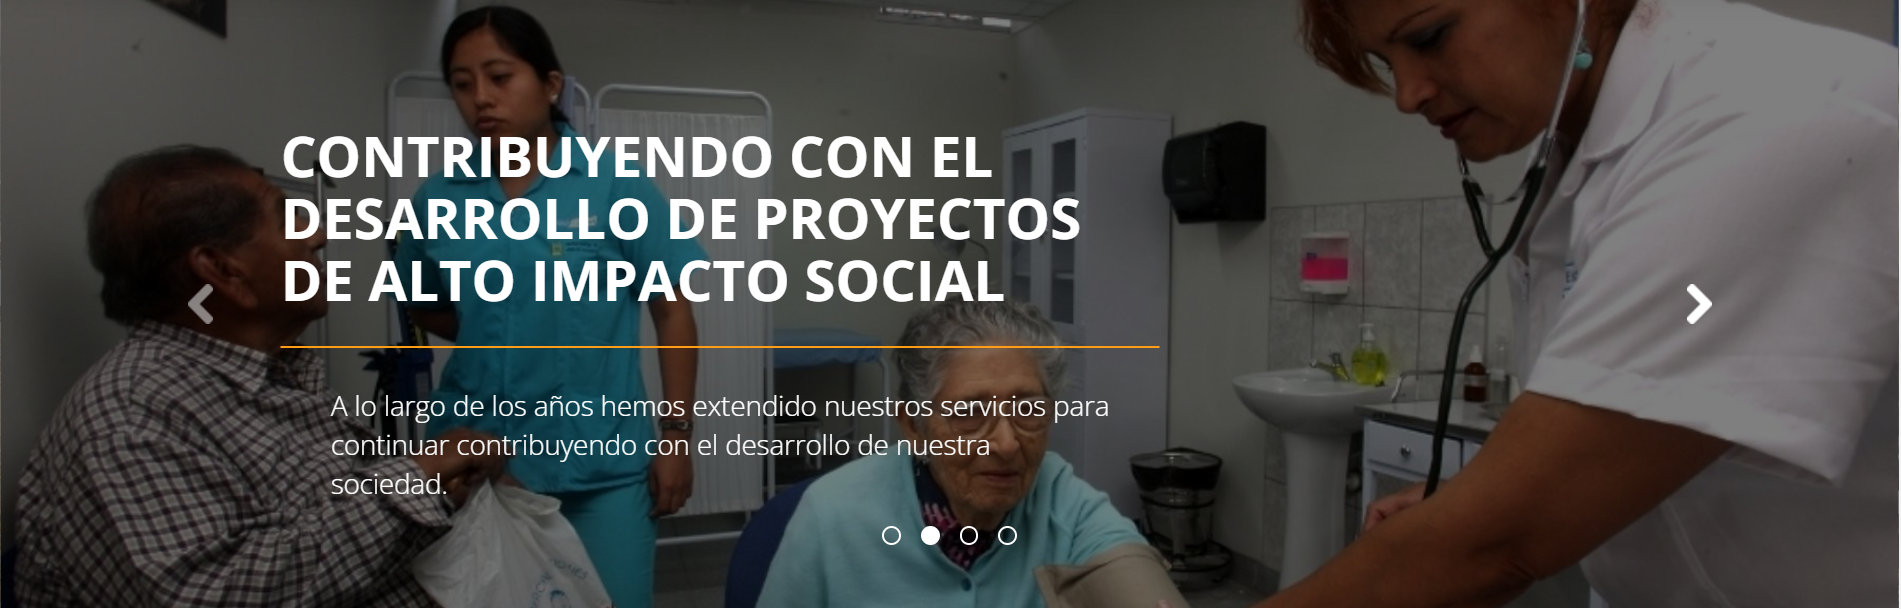 CONTRIBUYENDO CON EL
DESARROLLO DE PROYECTOS
DE ALTO IMPACTO SOCIAL
A lo largo de los años hemos extendido nuestros servicios para
continuar contribuyendo con el desarrollo de nuestra
sociedad.